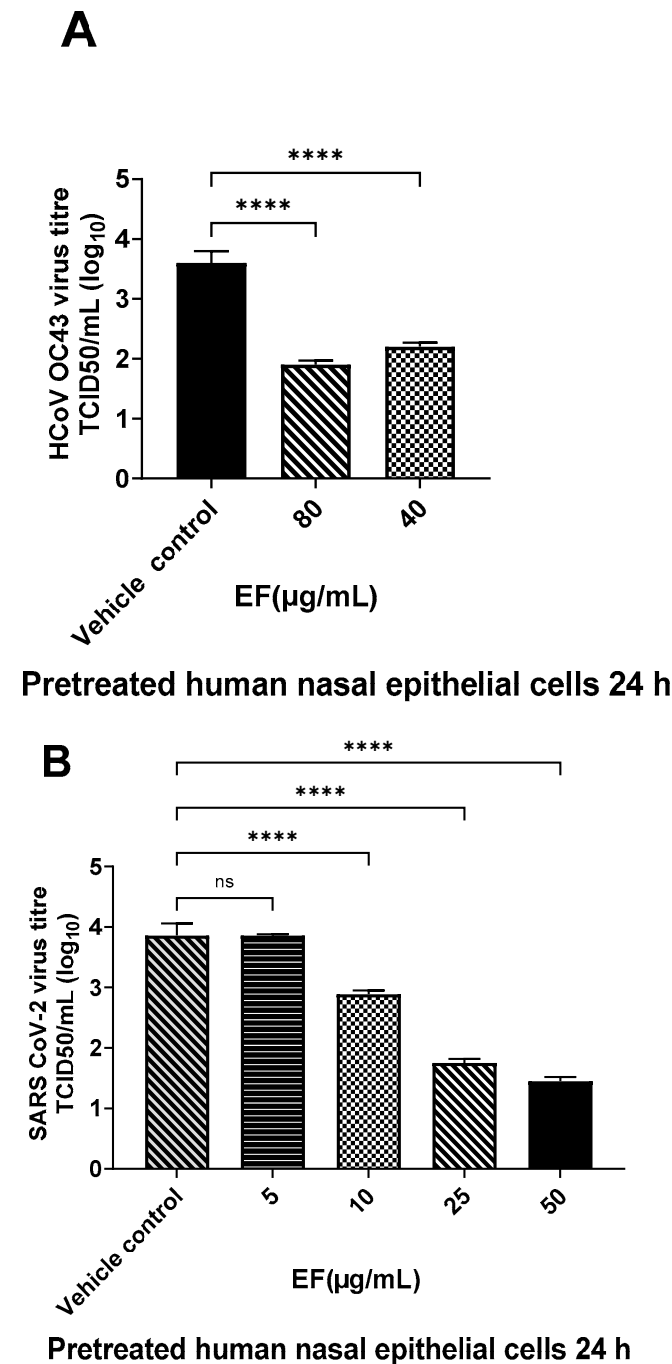 A
****
****
5
4
3
2
1
0
HCoV OC43 virus titre
TCID50/mL (log10)
Vehicle control
80
40
EF(µg/mL)
Pretreated human nasal epithelial cells 24 h
B
****
****
****
ns
5
4
3
2
1
0
SARS CoV-2 virus titre
TCID50/mL (log10)
Vehicle control
5
10
25
50
EF(µg/mL)
Pretreated human nasal epithelial cells 24 h